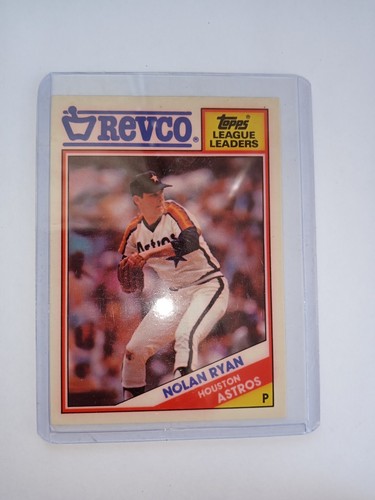 REVCO®
Topps
LEAGUE
LEADERS
Astros
NOLAN RYAN
HOUSTON
ASTROS
P